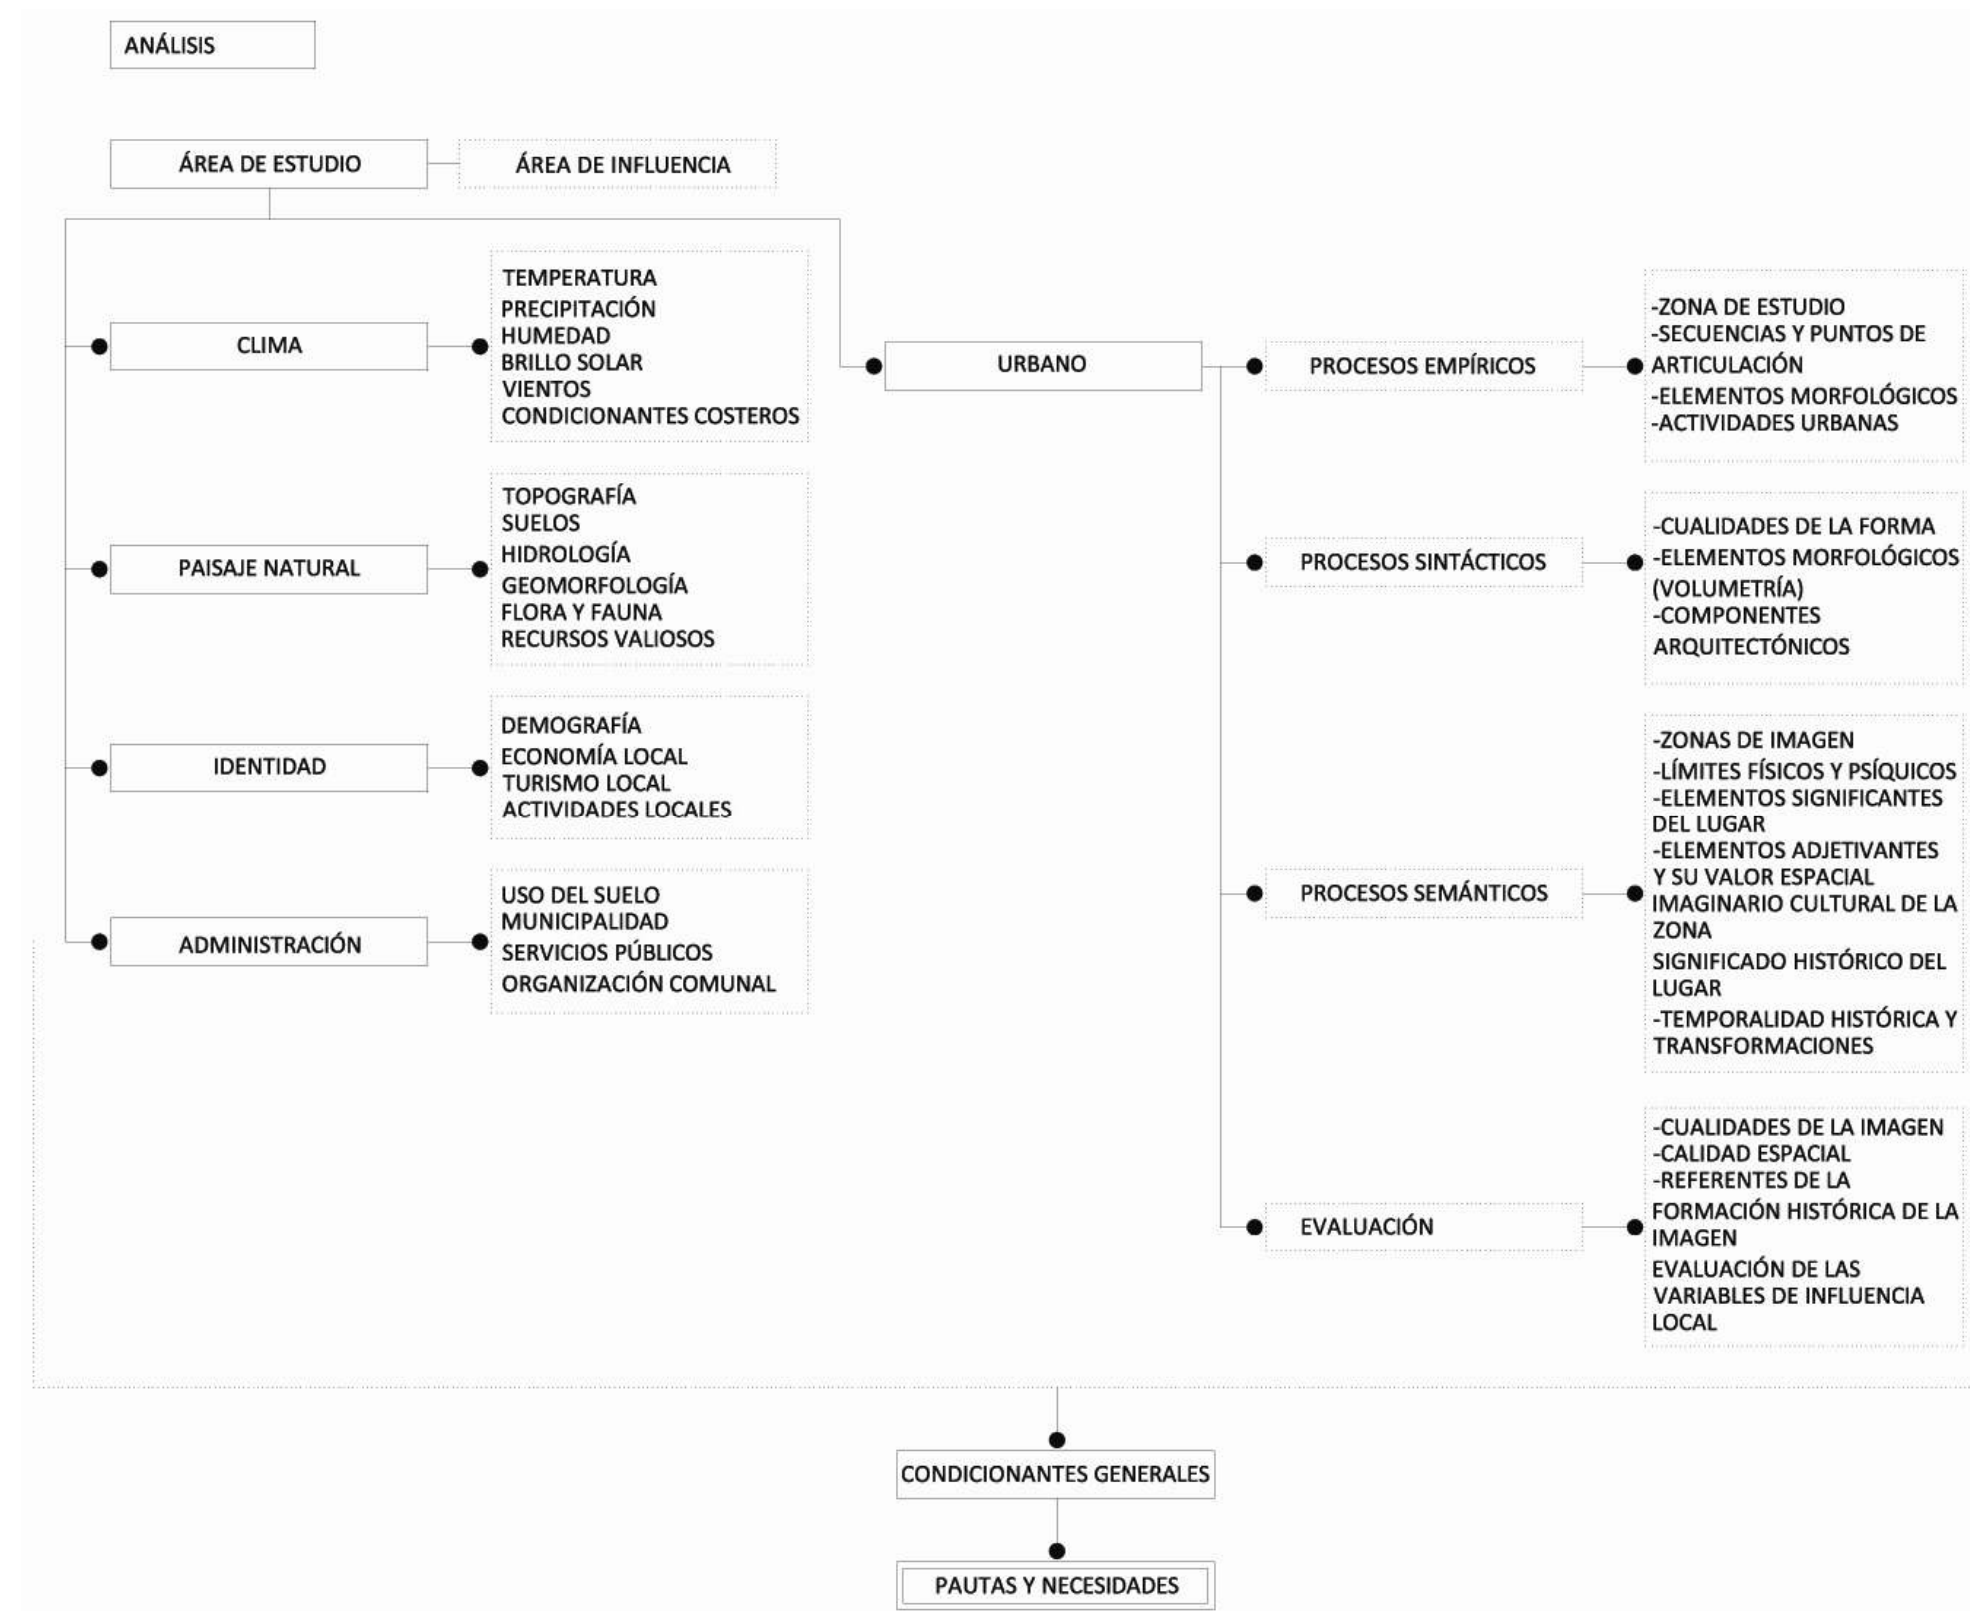 ANÁLISIS
ÁREA DE ESTUDIO
ÁREA DE INFLUENCIA
CLIMA
TEMPERATURA
PRECIPITACIÓN
HUMEDAD
BRILLO SOLAR
VIENTOS
CONDICIONANTES COSTEROS
PAISAJE NATURAL
TOPOGRAFÍA
SUELOS
HIDROLOGÍA
GEOMORFOLOGÍA
FLORA Y FAUNA
RECURSOS VALIOSOS
IDENTIDAD
DEMOGRAFÍA
ECONOMÍA LOCAL
TURISMO LOCAL
ACTIVIDADES LOCALES
ADMINISTRACIÓN
USO DEL SUELO
MUNICIPALIDAD
SERVICIOS PÚBLICOS
ORGANIZACIÓN COMUNAL
URBANO
PROCESOS EMPÍRICOS
-ZONA DE ESTUDIO
-SECUENCIAS Y PUNTOS DE
ARTICULACIÓN
-ELEMENTOS MORFOLÓGICOS
-ACTIVIDADES URBANAS
PROCESOS SINTÁCTICOS
-CUALIDADES DE LA FORMA
-ELEMENTOS MORFOLÓGICOS
(VOLUMETRÍA)
-COMPONENTES
ARQUITECTÓNICOS
PROCESOS SEMÁNTICOS
-ZONAS DE IMAGEN
-LÍMITES FÍSICOS Y PSÍQUICOS
-ELEMENTOS SIGNIFICANTES
DEL LUGAR
-ELEMENTOS ADJETIVANTES
Y SU VALOR ESPACIAL
IMAGINARIO CULTURAL DE LA
ZONA
SIGNIFICADO HISTÓRICO DEL
LUGAR
-TEMPORALIDAD HISTÓRICA Y
TRANSFORMACIONES
EVALUACIÓN
-CUALIDADES DE LA IMAGEN
-CALIDAD ESPACIAL
-REFERENTES DE LA
FORMACIÓN HISTÓRICA DE LA
IMAGEN
EVALUACIÓN DE LAS
VARIABLES DE INFLUENCIA
LOCAL
CONDICIONANTES GENERALES
PAUTAS Y NECESIDADES